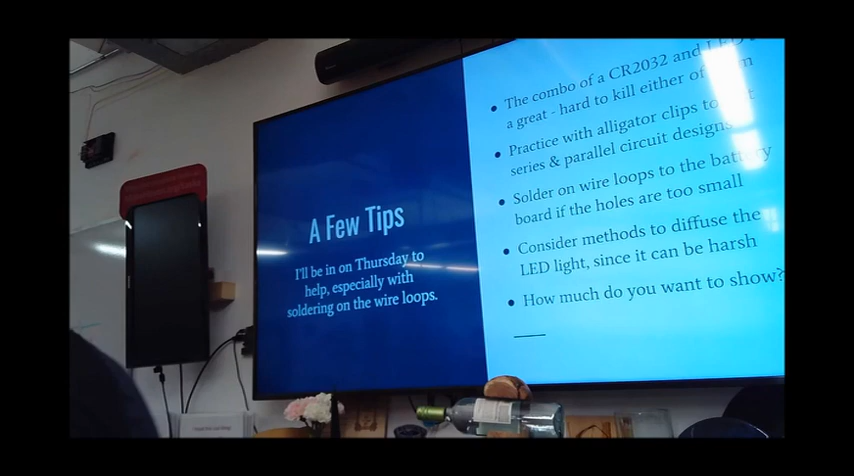 A Few Tips
I'll be in on Thursday to
help, especially with
soldering on the wire loops.
The combo of a CR2032 and LED
a great - hard to kill either of
Practice with alligator clips to
series & parallel circuit designs
Solder on wire loops to the battery
board if the holes are too small
Consider methods to diffuse the
LED light, since it can be harsh
How much do you want to show?